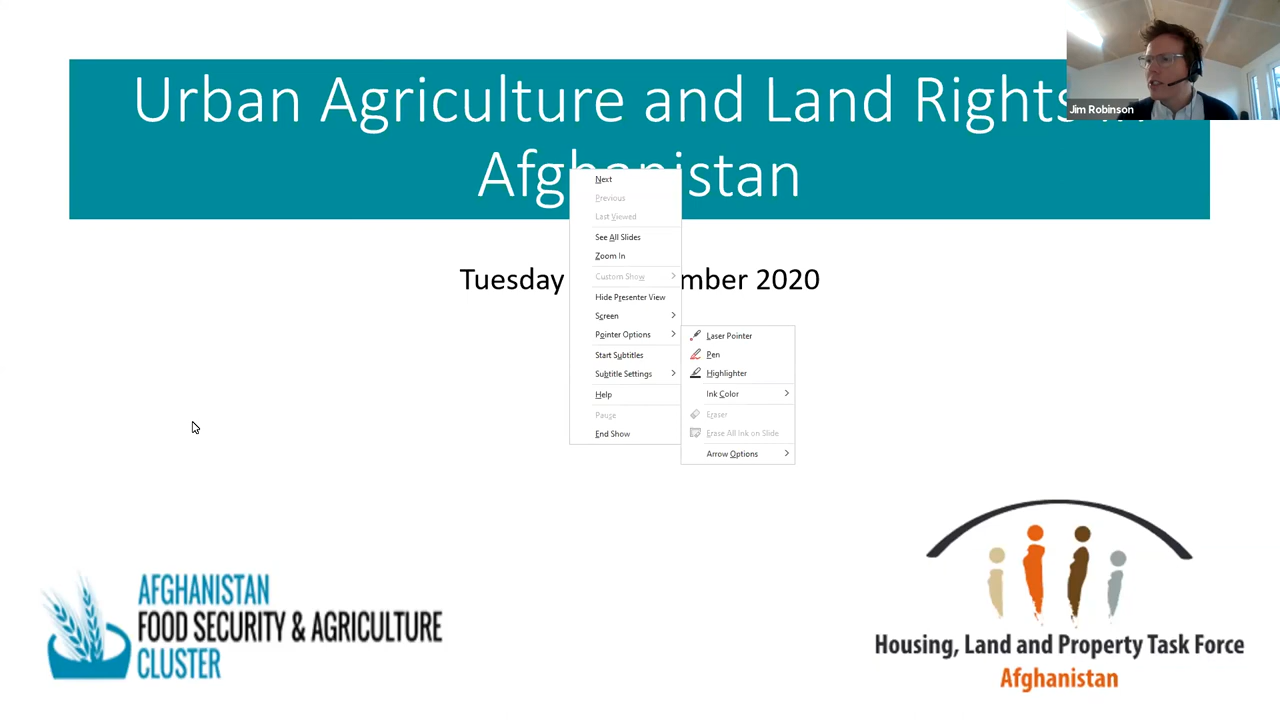 Urban Agriculture and Land Rights
Afghanistan
Jim Robinson
Tuesday mber 2020
Next
Previous
Last Viewed
See All Slides
Zoom In
Custom Show
Hide Presenter View
Screen
Pointer Options
Start Subtitles
Subtitle Settings
Help
Pause
End Show
Laser Pointer
Pen
Highlighter
Ink Color
Eraser
Erase All Ink on Slide
Arrow Options
AFGHANISTAN
FOOD SECURITY & AGRICULTURE
CLUSTER
Housing, Land and Property Task Force
Afghanistan